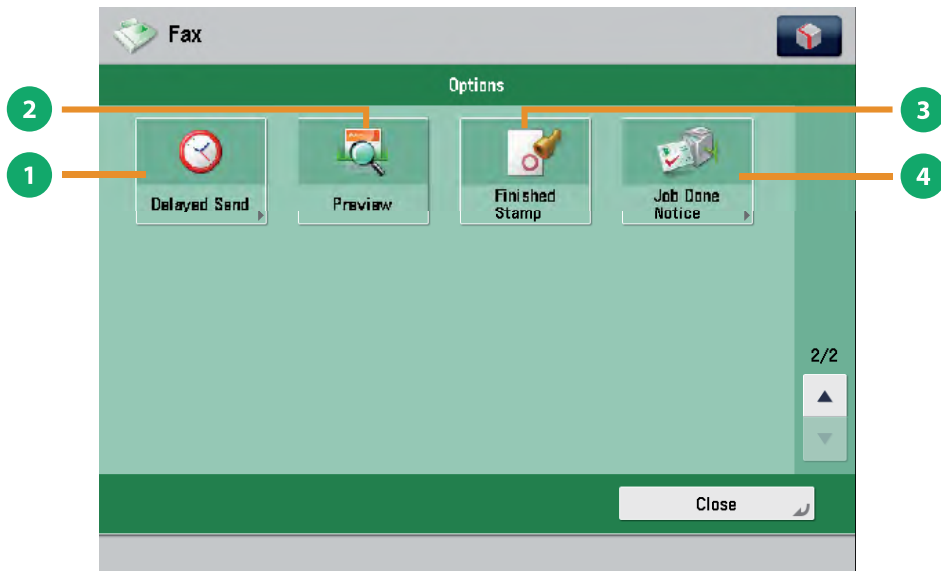 Fax
Options
2
3
1
4
Delayed Send
Preview
Finished
Stamp
Job Done
Notice
2/2
Close